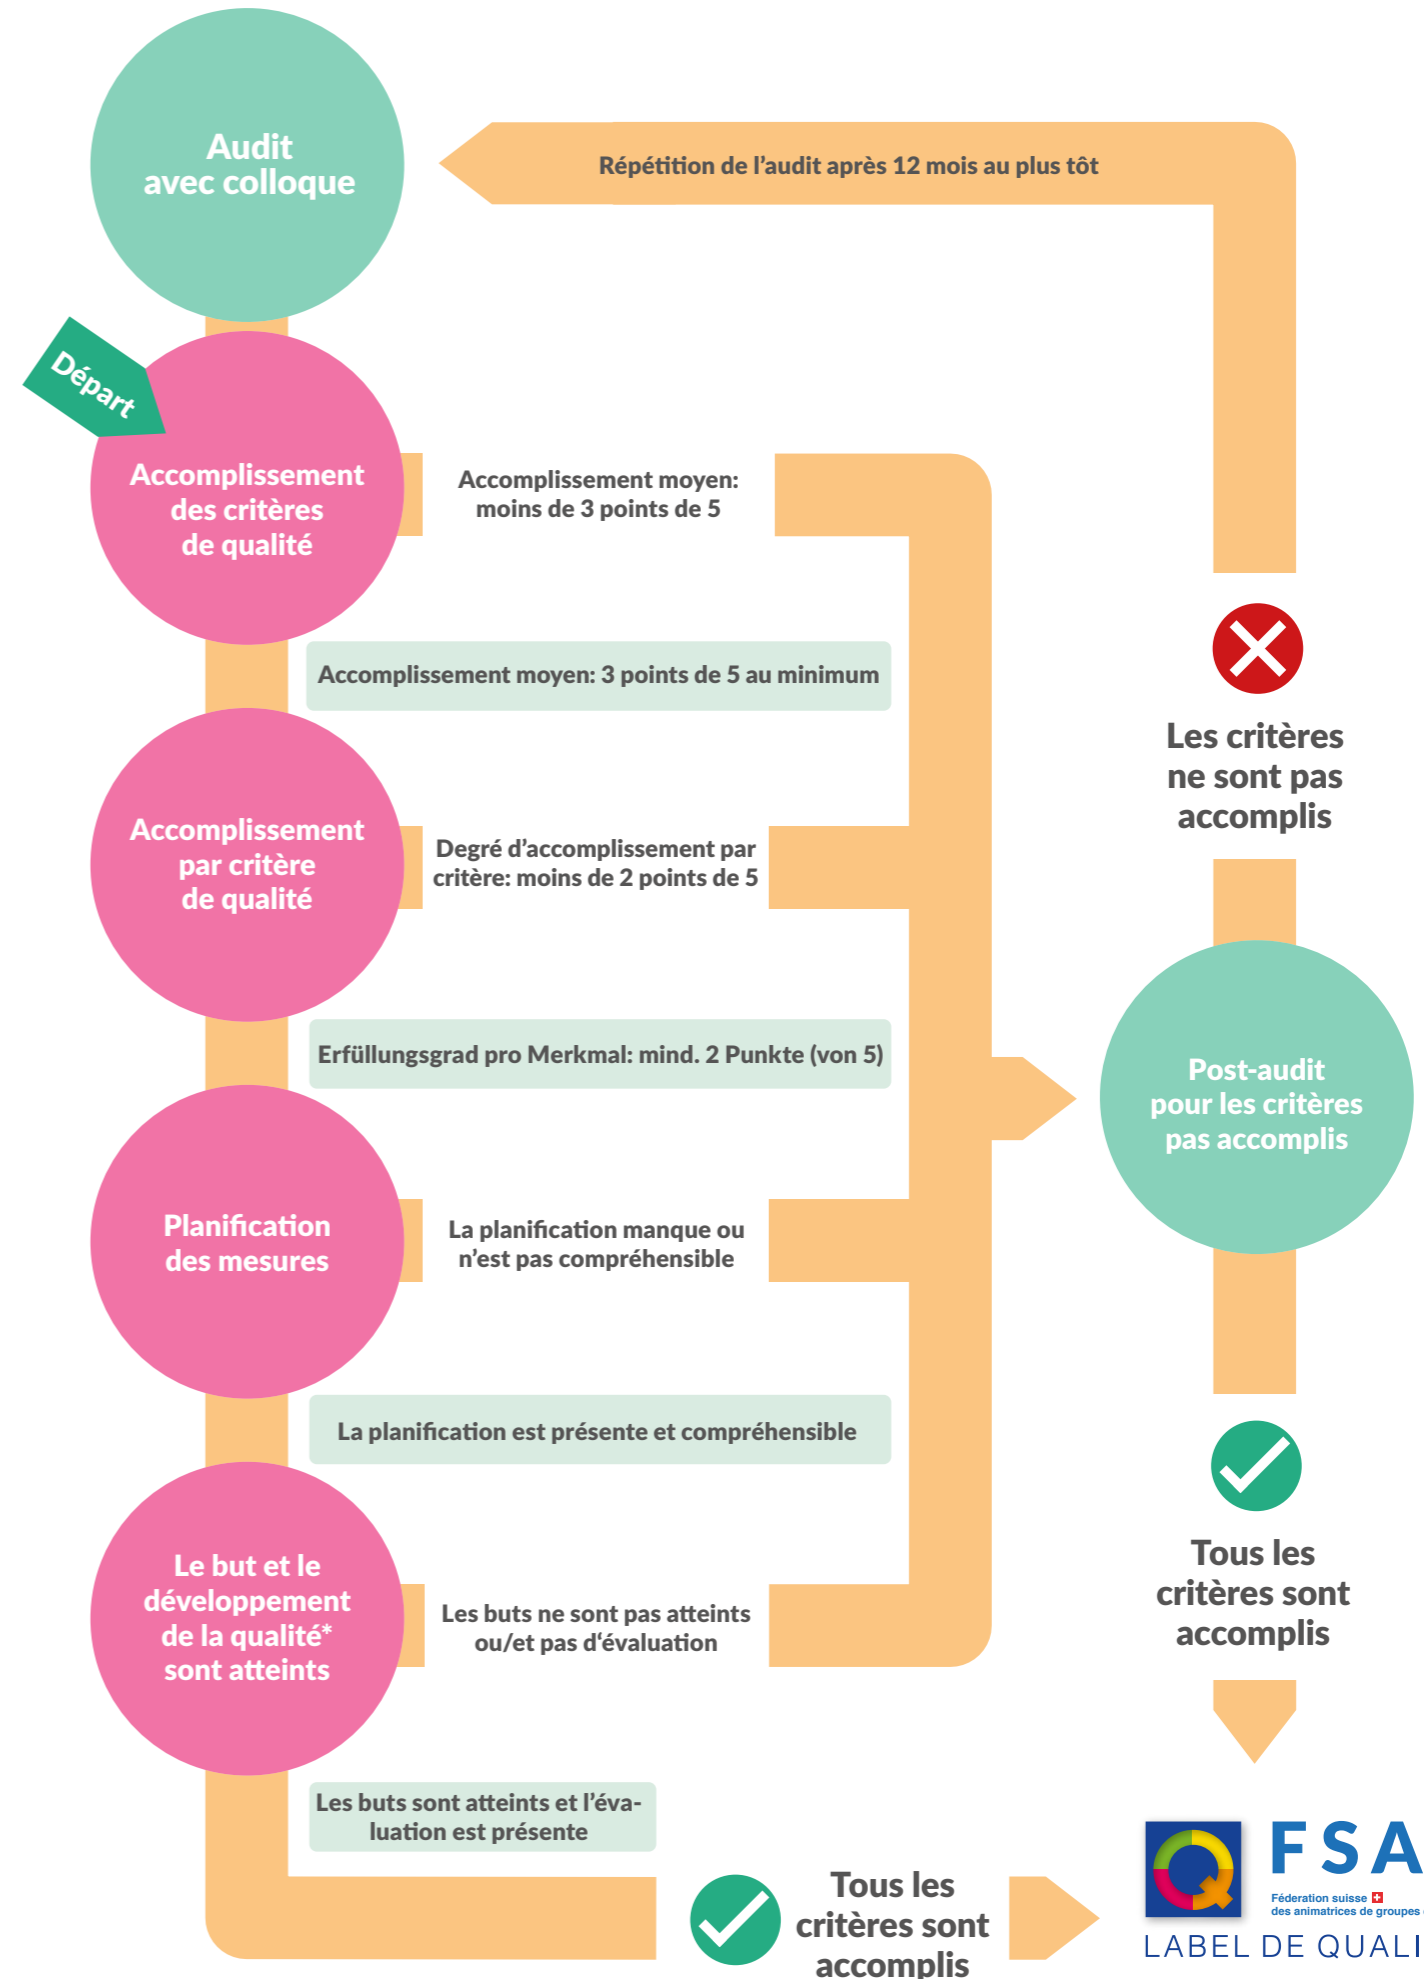 Audit
avec colloque
Répétition de l'audit après 12 mois au plus tôt
Départ
Accomplissement
des critères
de qualité
Accomplissement moyen:
moins de 3 points de 5
Accomplissement moyen: 3 points de 5 au minimum
Les critères
ne sont pas
accomplis
Accomplissement
par critère
de qualité
Degré d'accomplissement par
critère: moins de 2 points de 5
Erfüllungsgrad pro Merkmal: mind. 2 Punkte (von 5)
Post-audit
pour les critères
pas accomplis
Planification
des mesures
La planification manque ou
n'est pas compréhensible
La planification est présente et compréhensible
Tous les
critères sont
accomplis
Le but et le
développement
de la qualité*
sont atteints
Les buts ne sont pas atteints
ou/et pas d‘évaluation
Les buts sont atteints et l'éva-
luation est présente
Tous les
critères sont
accomplis
FSA
Féderation suisse
des animatrices de groupes
LABEL DE QUALI